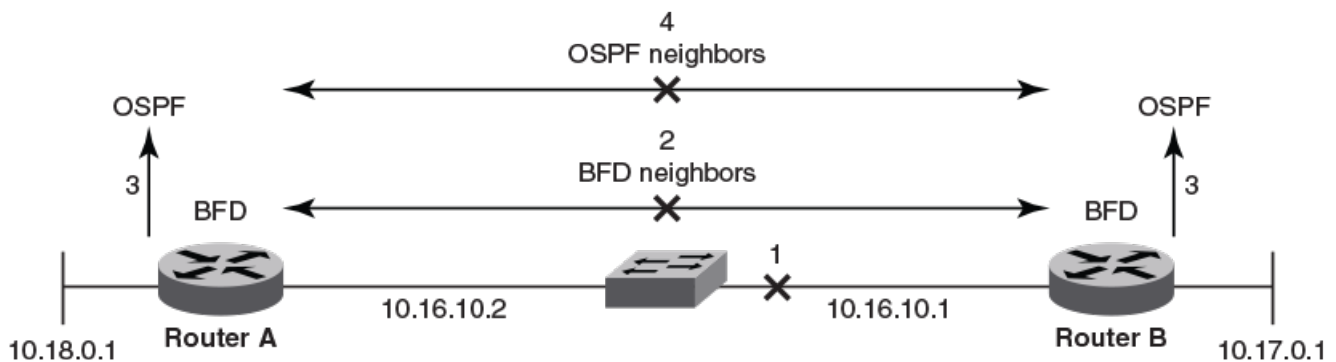 4
OSPF neighbors
OSPF
OSPF
2
BFD neighbors
3
3
BFD
BFD
1
10.16.10.2
10.16.10.1
Router A
Router B
10.18.0.1
10.17.0.1